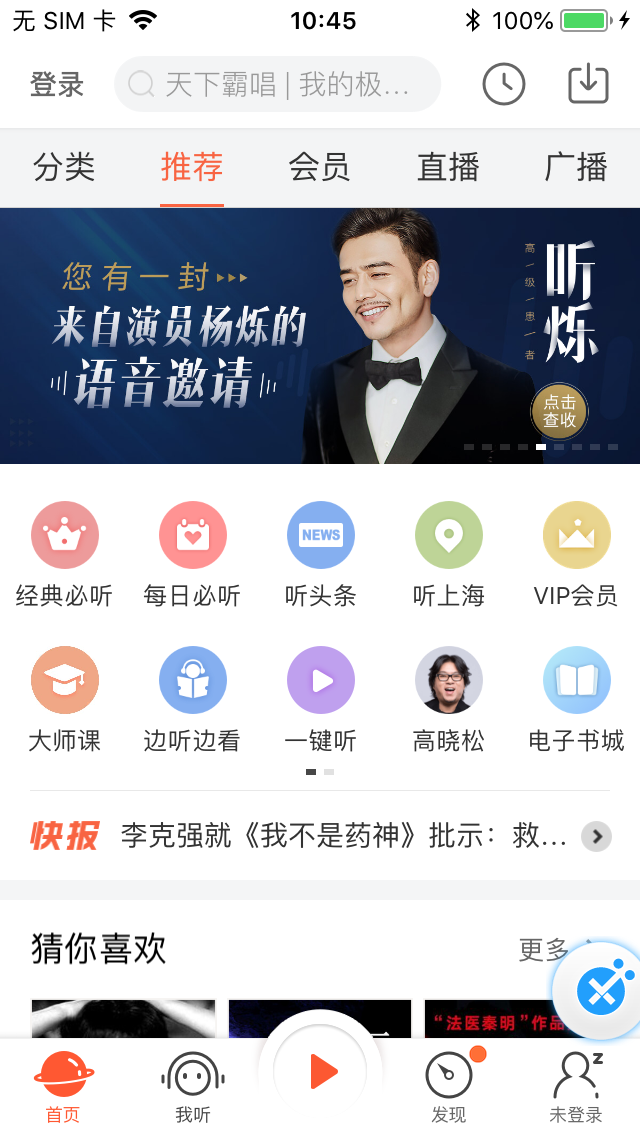 无 SIM 卡 10:45 100%
登录 天下霸唱 | 我的极...
分类 推荐 会员 直播 广播
您有一封
来自演员杨烁的
语音邀请
高级患者
听烁
点击
查收
NEWS
经典必听 每日必听 听头条 听上海 VIP会员
大师课 边听边看 一键听 高晓松 电子书城
快报 李克强就《我不是药神》批示：救...
猜你喜欢 更多
“法医秦明”作品
首页 我听 发现 未登录